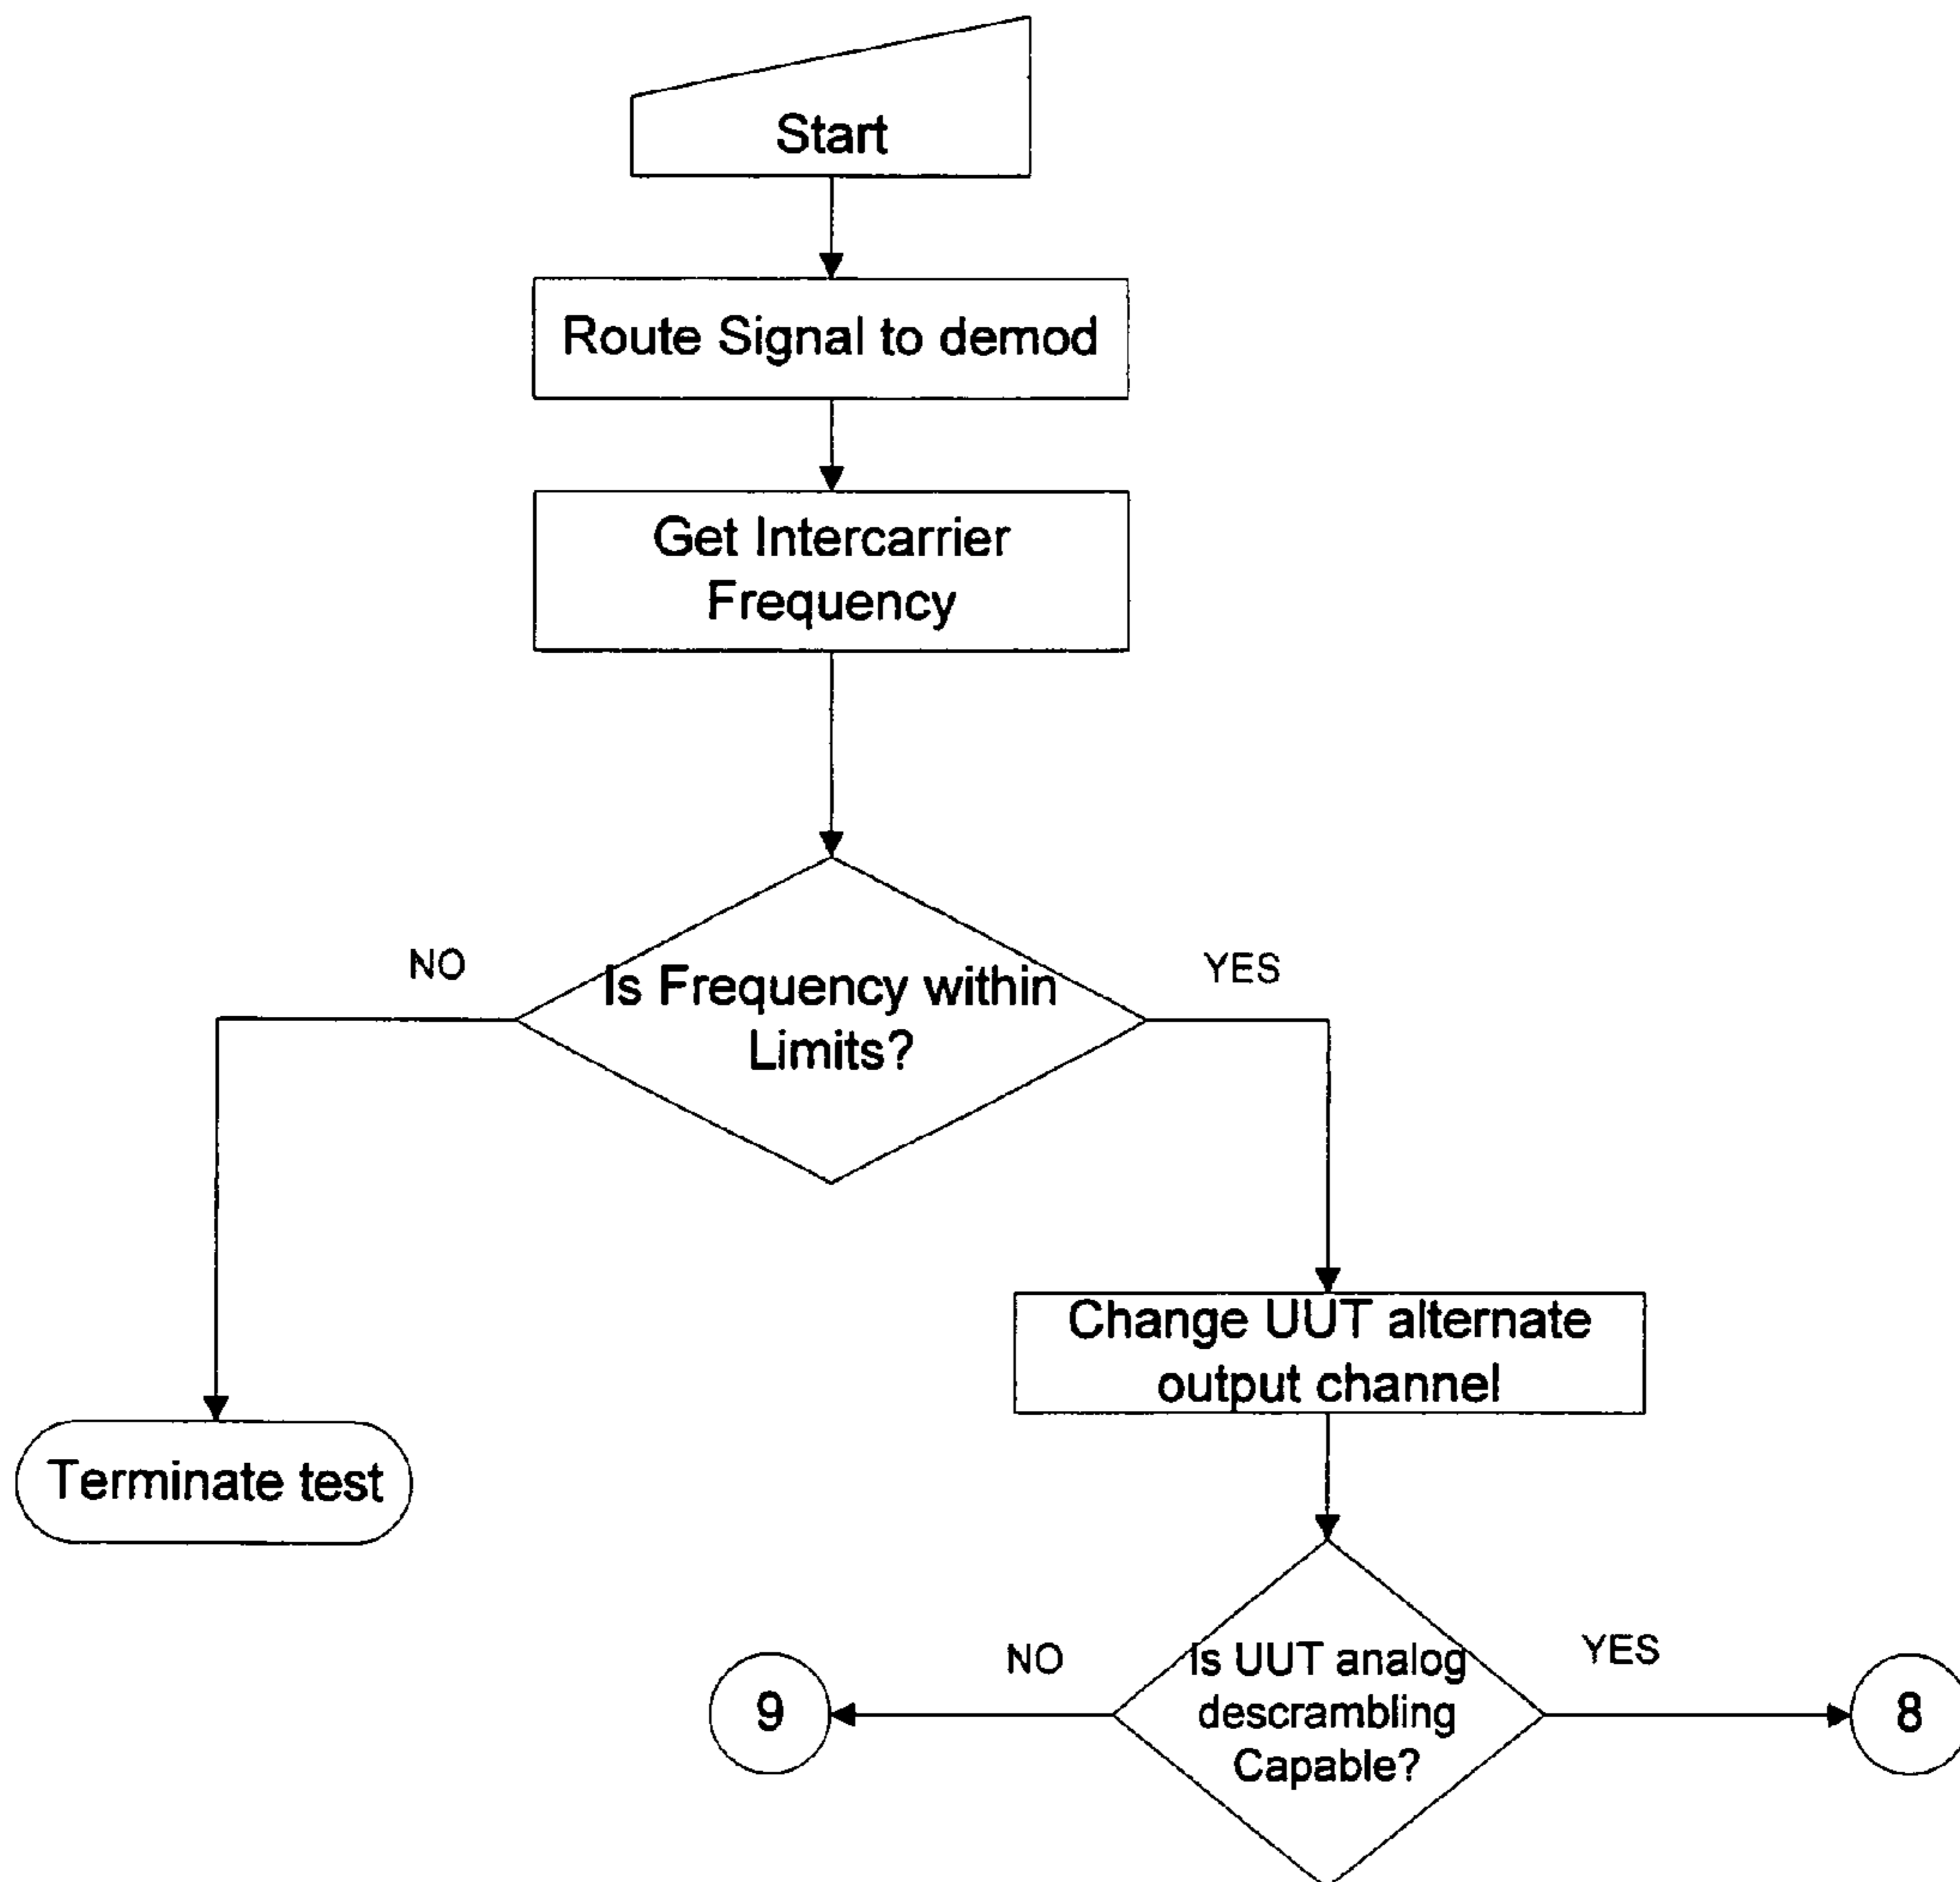 Start
Route Signal to demod
Get Intercarrier
Frequency
NO
YES
Is Frequency within
Limits?
Change UUT alternate
output channel
Terminate test
NO
YES
Is UUT analog
descrambling
Capable?
9
8